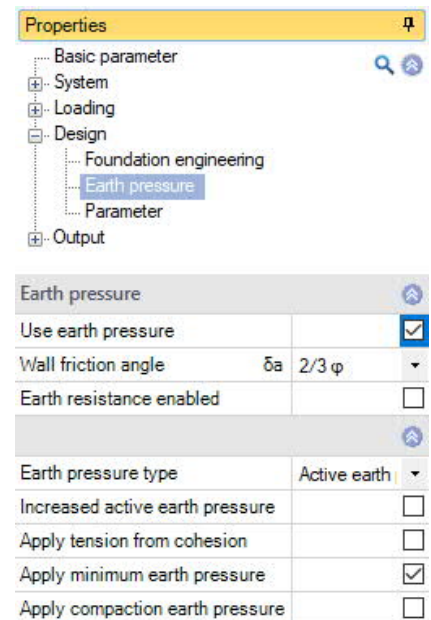 Properties
Basic parameter
System
Loading
Design
Foundation engineering
Earth pressure
Parameter
Output
Earth pressure
Use earth pressure
Wall friction angle δa 2/3 φ
Earth resistance enabled
Earth pressure type Active earth
Increased active earth pressure
Apply tension from cohesion
Apply minimum earth pressure
Apply compaction earth pressure